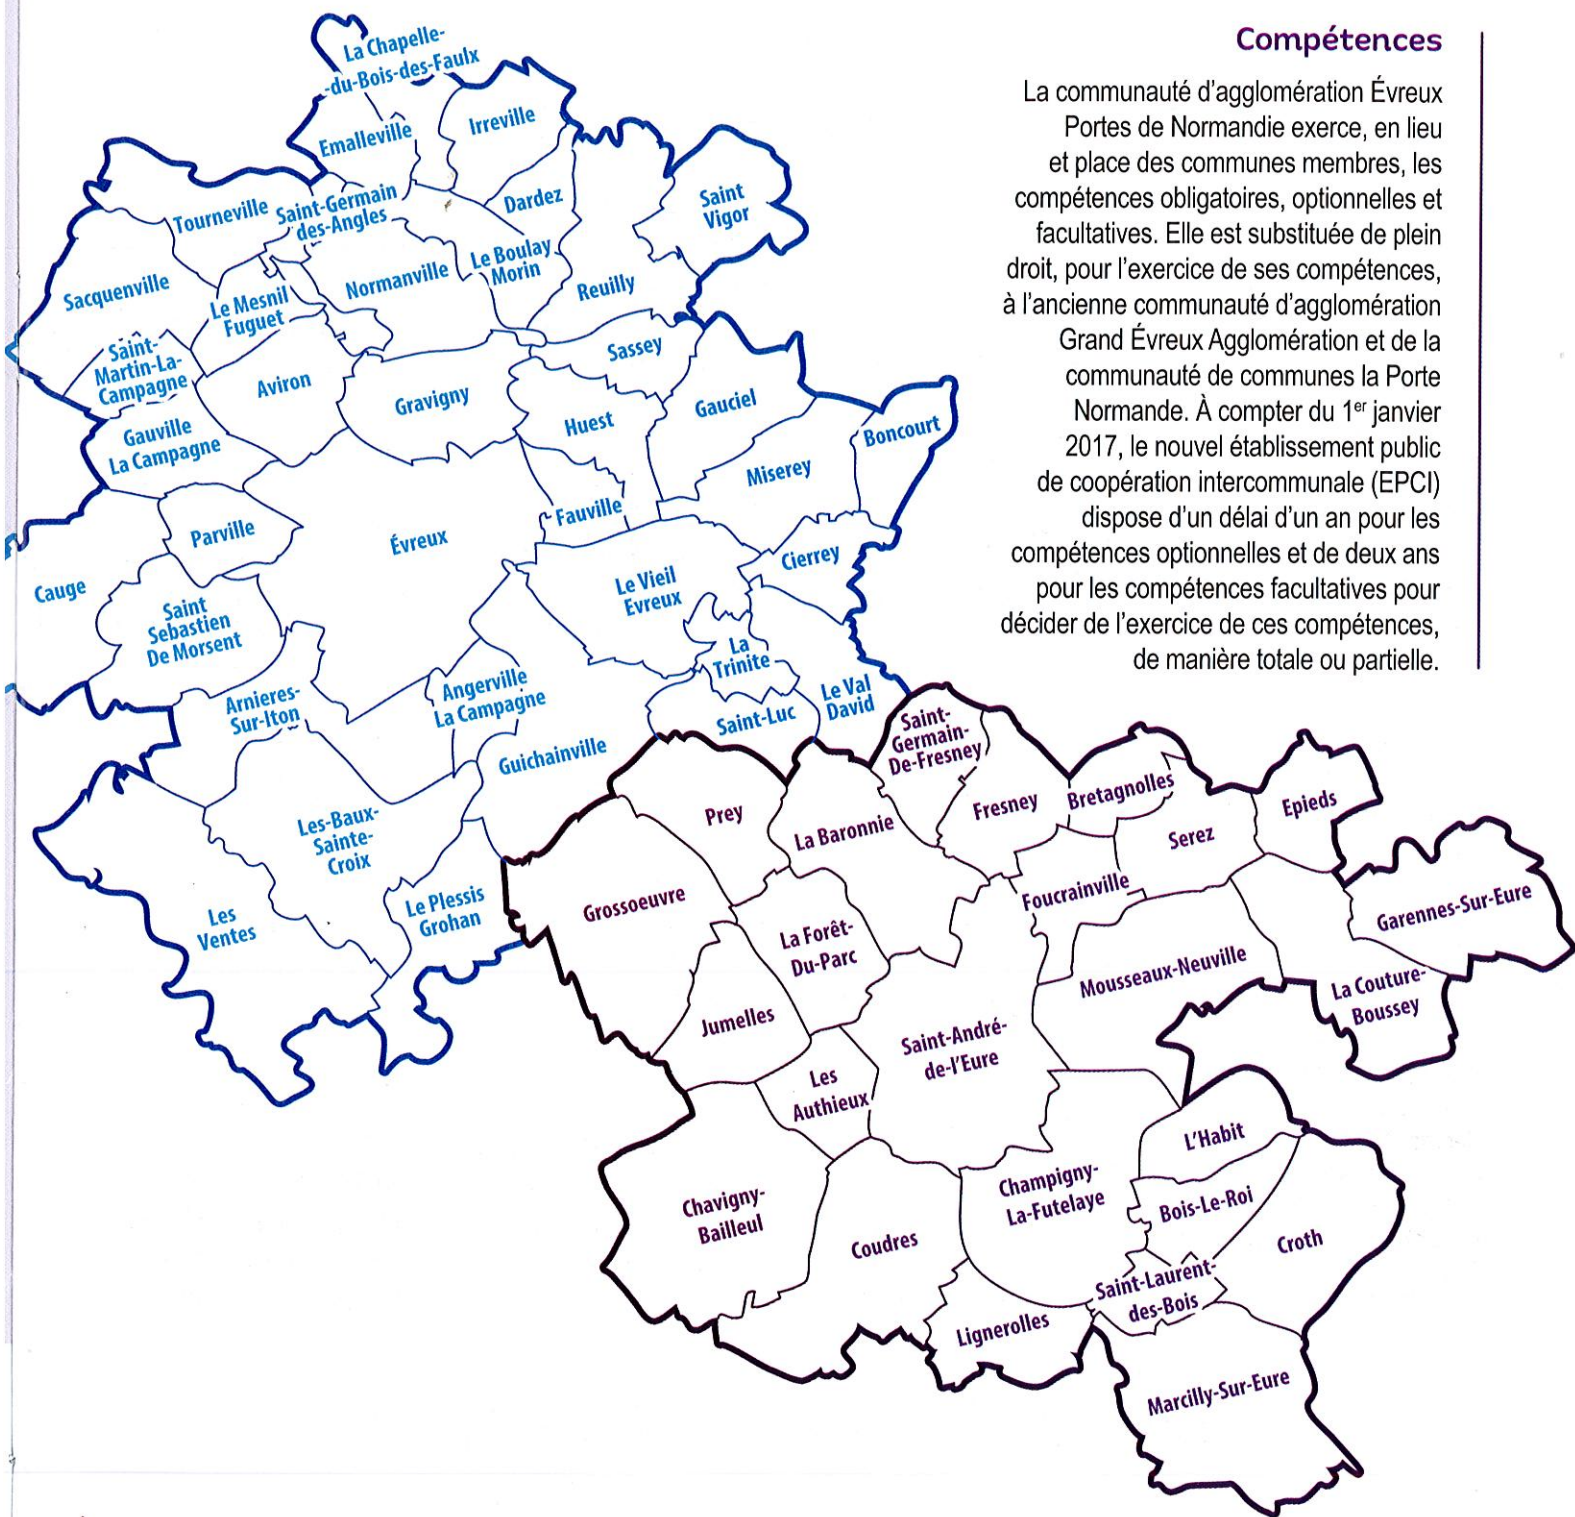 Compétences
La communauté d'agglomération Évreux
Portes de Normandie exerce, en lieu
et place des communes membres, les
compétences obligatoires, optionnelles et
facultatives. Elle est substituée de plein
droit, pour l'exercice de ses compétences,
à l'ancienne communauté d'agglomération
Grand Évreux Agglomération et de la
communauté de communes la Porte
Normande. À compter du 1er janvier
2017, le nouvel établissement public
de coopération intercommunale (EPCI)
dispose d'un délai d'un an pour les
compétences optionnelles et de deux ans
pour les compétences facultatives pour
décider de l'exercice de ces compétences,
de manière totale ou partielle.
La Chapelle-
-du-Bois-des-Faulx
Emalleville
Irreville
Tourneville
Saint-Germain
des-Angles
Dardez
Saint
Vigor
Sacquenville
Le Mesnil
Fuguet
Normanville
Le Boulay
Morin
Reuilly
Saint-
Martin-La-
Campagne
Aviron
Gravigny
Sassey
Huest
Gauciel
Boncourt
Gauville
La Campagne
Miserey
Parville
Évreux
Fauville
Cierrey
Cauge
Saint
Sebastien
De Morsent
Le Vieil
Evreux
La
Trinite
Arnieres-
Sur-Iton
Angerville
La Campagne
Saint-Luc
Le Val
David
Guichainville
Les-Baux-
Sainte-
Croix
Les
Ventes
Le Plessis
Grohan
Saint-
Germain-
De-Fresney
Prey
La Baronnie
Fresney
Bretagnolles
Serez
Epieds
Grossoeuvre
La Forêt-
Du-Parc
Foucrainville
Garennes-Sur-Eure
Mousseaux-Neuville
La Couture-
Boussey
Jumelles
Saint-André-
de-l'Eure
Les
Authieux
L'Habit
Chavigny-
Bailleul
Champigny-
La-Futelaye
Bois-Le-Roi
Coudres
Croth
Saint-Laurent-
des-Bois
Lignerolles
Marcilly-Sur-Eure